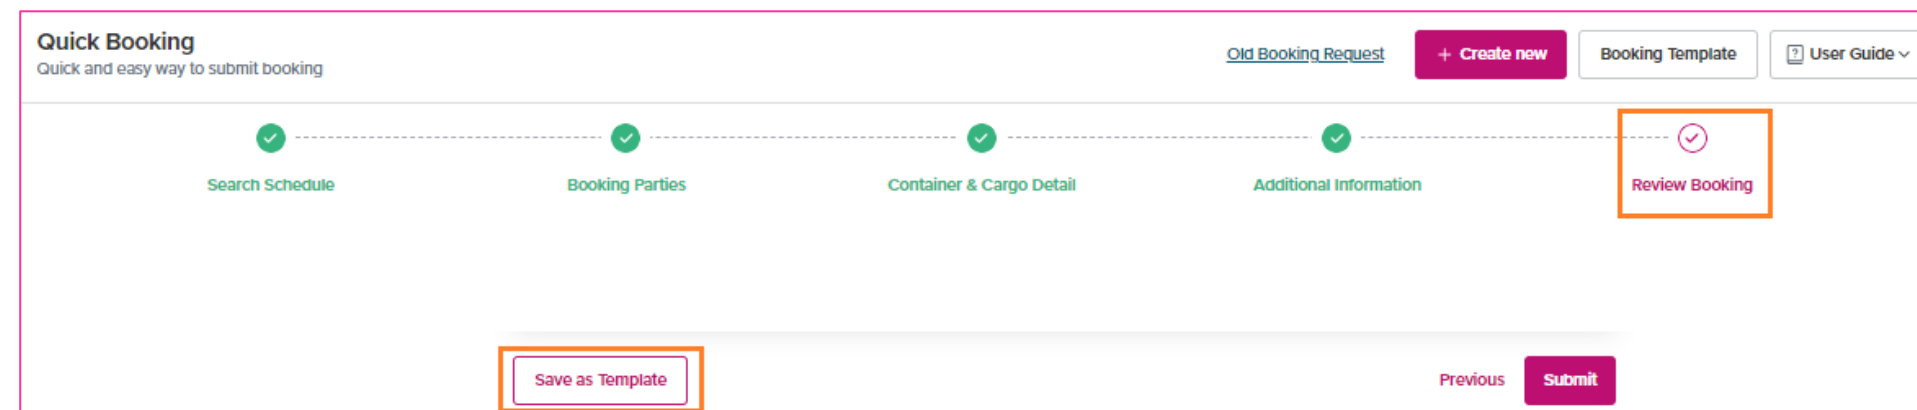 Quick Booking
Quick and easy way to submit booking
Old Booking Request
+ Create new
Booking Template
? User Guide
Search Schedule
Booking Parties
Container & Cargo Detail
Additional Information
Review Booking
Save as Template
Previous
Submit